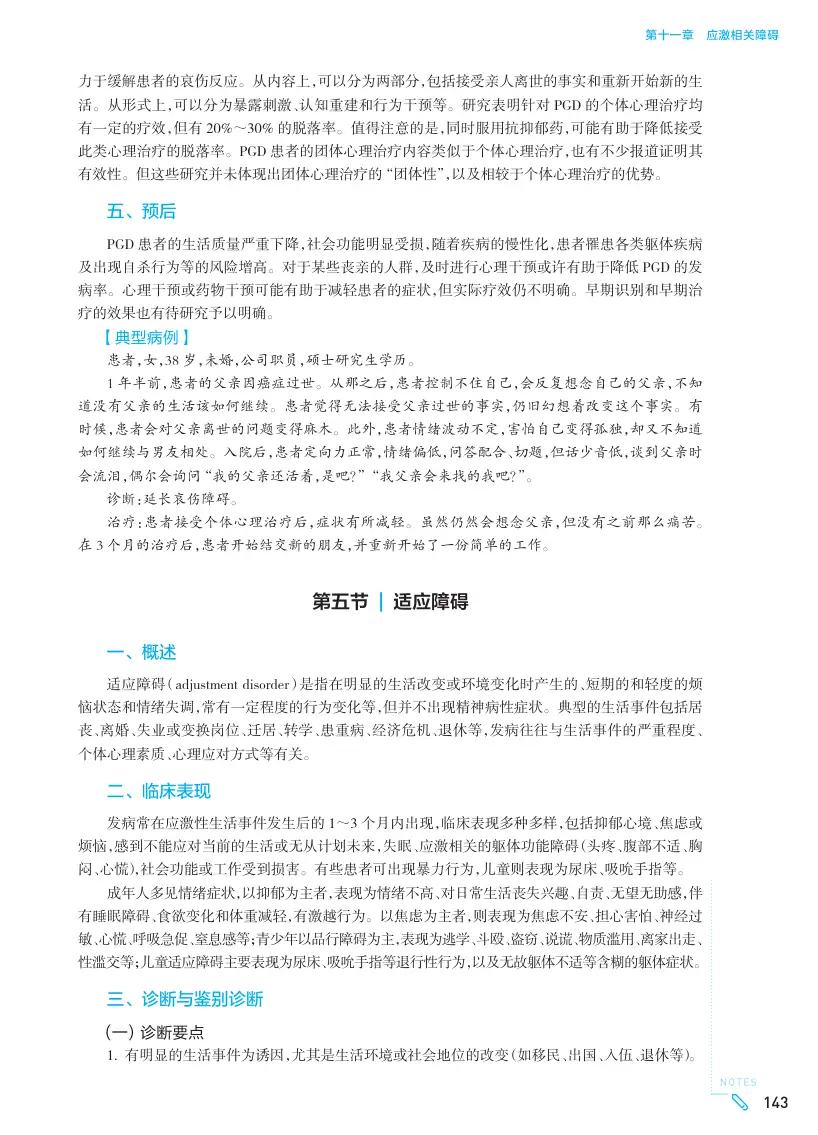 第十一章 应激相关障碍
力于缓解患者的哀伤反应。从内容上,可以分为两部分,包括接受亲人离世的事实和重新开始新的生
活。从形式上,可以分为暴露刺激、认知重建和行为干预等。研究表明针对 PGD 的个体心理治疗均
有一定的疗效,但有 20%~30% 的脱落率。值得注意的是,同时服用抗抑郁药,可能有助于降低接受
此类心理治疗的脱落率。PGD 患者的团体心理治疗内容类似于个体心理治疗,也有不少报道证明其
有效性。但这些研究并未体现出团体心理治疗的“团体性”,以及相较于个体心理治疗的优势。
五、预后
PGD 患者的生活质量严重下降,社会功能明显受损,随着疾病的慢性化,患者罹患各类躯体疾病
及出现自杀行为等的风险增高。对于某些丧亲的人群,及时进行心理干预或许有助于降低 PGD 的发
病率。心理干预或药物干预可能有助于减轻患者的症状,但实际疗效仍不明确。早期识别和早期治
疗的效果也有待研究予以明确。
【典型病例】
患者,女,38 岁,未婚,公司职员,硕士研究生学历。
1 年半前,患者的父亲因癌症过世。从那之后,患者控制不住自己,会反复想念自己的父亲,不知
道没有父亲的生活该如何继续。患者觉得无法接受父亲过世的事实,仍旧幻想着改变这个事实。有
时候,患者会对父亲离世的问题变得麻木。此外,患者情绪波动不定,害怕自己变得孤独,却又不知道
如何继续与男友相处。入院后,患者定向力正常,情绪偏低,问答配合、切题,但话少音低,谈到父亲时
会流泪,偶尔会询问“我的父亲还活着,是吧?”“我父亲会来找的我吧?”。
诊断:延长哀伤障碍。
治疗:患者接受个体心理治疗后,症状有所减轻。虽然仍然会想念父亲,但没有之前那么痛苦。
在 3 个月的治疗后,患者开始结交新的朋友,并重新开始了一份简单的工作。
第五节 | 适应障碍
一、概述
适应障碍(adjustment disorder)是指在明显的生活改变或环境变化时产生的、短期的和轻度的烦
恼状态和情绪失调,常有一定程度的行为变化等,但并不出现精神病性症状。典型的生活事件包括居
丧、离婚、失业或变换岗位、迁居、转学、患重病、经济危机、退休等,发病往往与生活事件的严重程度、
个体心理素质、心理应对方式等有关。
二、临床表现
发病常在应激性生活事件发生后的 1~3 个月内出现,临床表现多种多样,包括抑郁心境、焦虑或
烦恼,感到不能应对当前的生活或无从计划未来,失眠、应激相关的躯体功能障碍(头疼、腹部不适、胸
闷、心慌),社会功能或工作受到损害。有些患者可出现暴力行为,儿童则表现为尿床、吸吮手指等。
成年人多见情绪症状,以抑郁为主者,表现为情绪不高、对日常生活丧失兴趣、自责、无望无助感,伴
有睡眠障碍、食欲变化和体重减轻,有激越行为。以焦虑为主者,则表现为焦虑不安、担心害怕、神经过
敏、心慌、呼吸急促、窒息感等;青少年以品行障碍为主,表现为逃学、斗殴、盗窃、说谎、物质滥用、离家出走、
性滥交等;儿童适应障碍主要表现为尿床、吸吮手指等退行性行为,以及无故躯体不适等含糊的躯体症状。
三、诊断与鉴别诊断
(一)诊断要点
1. 有明显的生活事件为诱因,尤其是生活环境或社会地位的改变(如移民、出国、入伍、退休等)。
NOTES
143